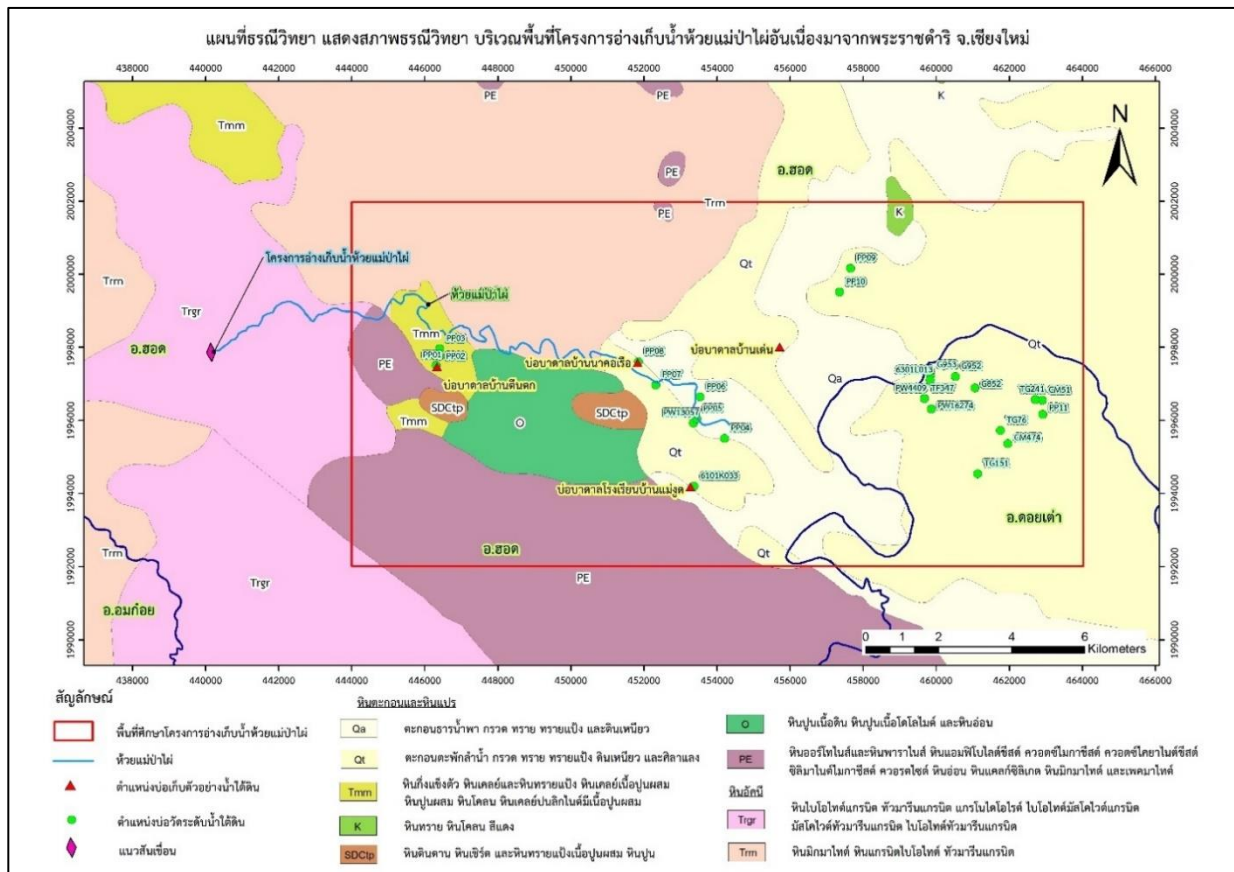 แผนที่ธรณีวิทยา แสดงสภาพธรณีวิทยา บริเวณพื้นที่โครงการอ่างเก็บน้ำห้วยแม่ป่าไผ่อันเนื่องมาจากพระราชดำริ จ.เชียงใหม่
438000 440000 442000 444000 446000 448000 450000 452000 454000 456000 458000 460000 462000 464000 466000
PE PE K
2004000 Tmm 2004000
N
อ.ฮอด
PE
2002000 PE Trm K 2002000
โครงการอ่างเก็บน้ำห้วยแม่ป่าไผ่
Qt PP09
2000000 Trm PP10 2000000
Trgr ห้วยแม่ป่าไผ่
Qt
Tmm PP03
1998000 อ.ฮอด PP01 PP02 บ่อบาดาลบ้านนาคอเรือ PP08 บ่อบาดาลบ้านเด่น 1998000
PE บ่อบาดาลบ้านตีนตก PP07 Qa 6301L013 G953 G952
SDCtp SDCtp PP06 PW4409 TF347 G852 TG241 CM51
1996000 Tmm O PW13057 PP05 PW16274 PP11 1996000
PP04 TG76
Qt Qt CM474
บ่อบาดาลโรงเรียนบ้านแม่งูด 6101K033 TG151
1994000 อ.ดอยเต่า 1994000
อ.ฮอด
Trm Qt
1992000 Trgr PE 1992000
อ.อมก๋อย
0 1 2 4 6
Kilometers
1990000 1990000
438000 440000 442000 444000 446000 448000 450000 452000 454000 456000 458000 460000 462000 464000 466000
สัญลักษณ์
พื้นที่ศึกษาโครงการอ่างเก็บน้ำห้วยแม่ป่าไผ่
ห้วยแม่ป่าไผ่
ตำแหน่งบ่อเก็บตัวอย่างน้ำใต้ดิน
ตำแหน่งบ่อวัดระดับน้ำใต้ดิน
แนวสันเขื่อน
หินตะกอนและหินแปร
Qa ตะกอนธารน้ำพา กรวด ทราย ทรายแป้ง และดินเหนียว
Qt ตะกอนตะพักลำน้ำ กรวด ทราย ทรายแป้ง ดินเหนียว และศิลาแลง
Tmm หินกึ่งแข็งตัว หินเคลย์และหินทรายแป้ง หินเคลย์เนื้อปูนผสม
หินปูนผสม หินโคลน หินเคลย์ปนลิกไนต์มีเนื้อปูนผสม
K หินทราย หินโคลน สีแดง
SDCtp หินดินดาน หินเชิร์ต และหินทรายแป้งเนื้อปูนผสม หินปูน
O หินปูนเนื้อดิน หินปูนเนื้อโดโลไมต์ และหินอ่อน
PE หินออร์โทไนส์และหินพาราไนส์ หินแอมฟิโบไลต์ชีสต์ ควอตซ์ไมกาชีสต์ ควอตซ์ไคยาไนต์ชีสต์
ซิลิมาไนต์ไมกาชีสต์ ควอรตไซต์ หินอ่อน หินแคลก์ซิลิเกต หินมิกมาไทต์ และเพคมาไทต์
หินอัคนี
Trgr หินไบโอไทต์แกรนิต ทัวมารีนแกรนิต แกรโนไดโอไรต์ ไบโอไทต์มัสโคไวต์แกรนิต
มัสโคไวต์ทัวมารีนแกรนิต ไบโอไทต์ทัวมารีนแกรนิต
Trm หินมิกมาไทต์ หินแกรนิตไบโอไทต์ ทัวมารีนแกรนิต